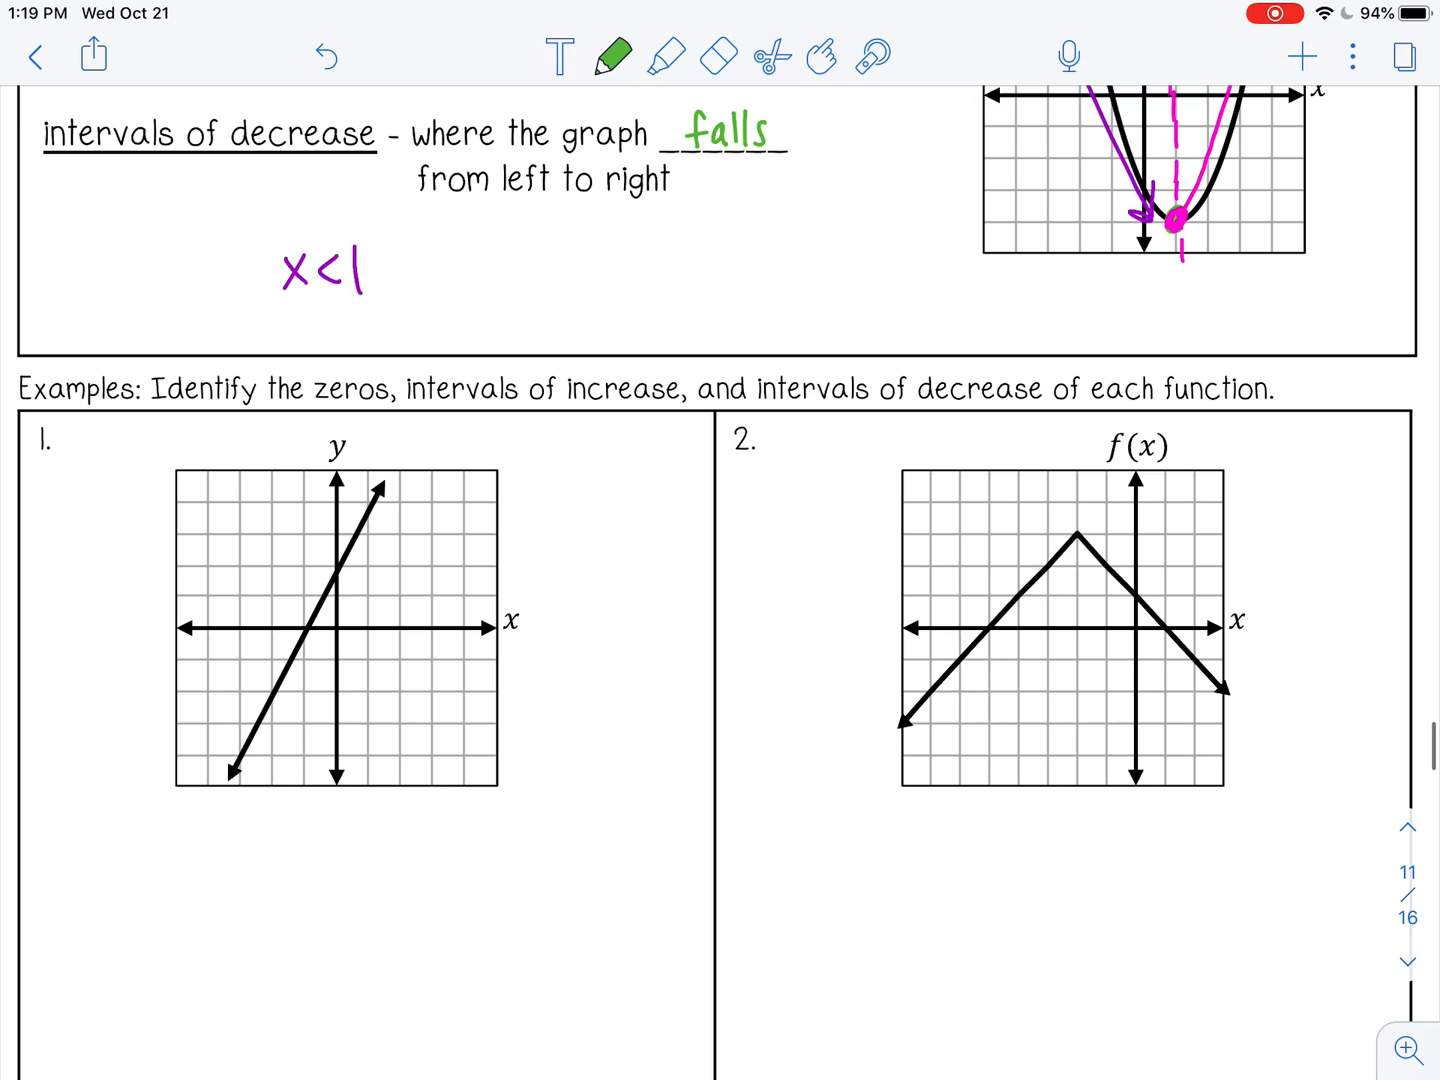 1:19 PM Wed Oct 21
94%
T
x
intervals of decrease - where the graph falls
from left to right
x<1
Examples: Identify the zeros, intervals of increase, and intervals of decrease of each function.
1.
y
x
2.
f(x)
x
11
/
16